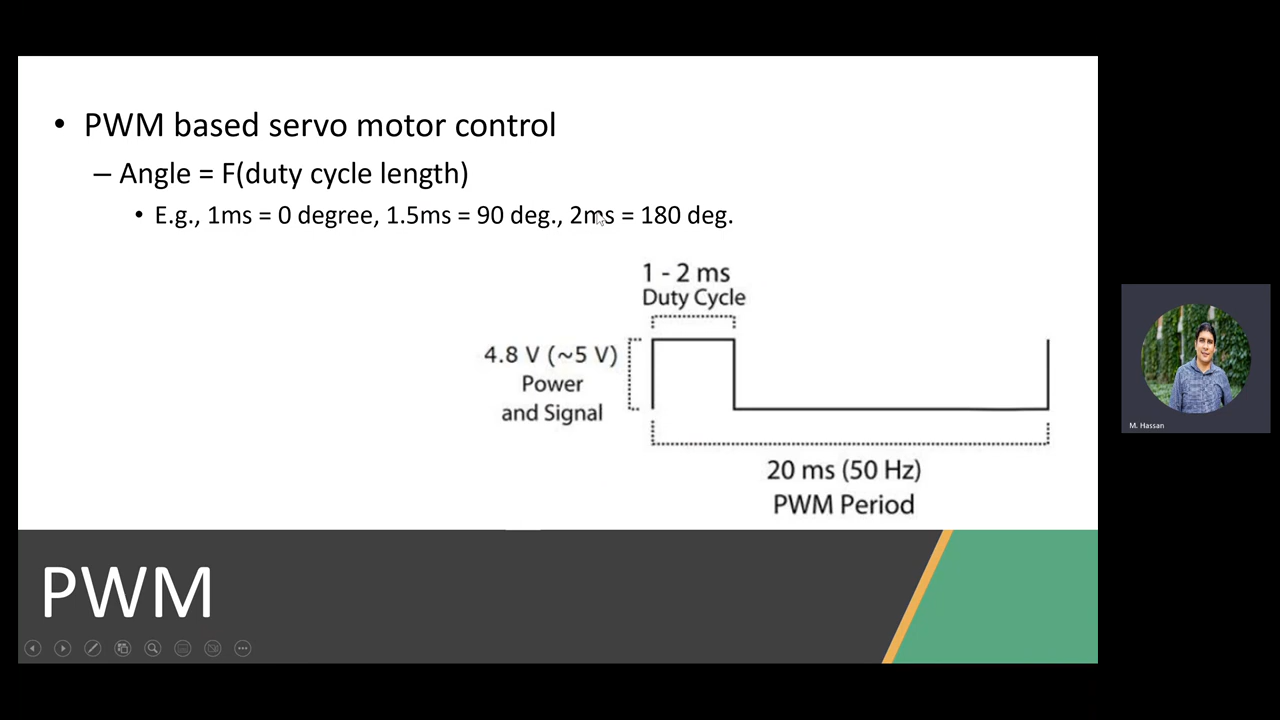 • PWM based servo motor control
– Angle = F(duty cycle length)
• E.g., 1ms = 0 degree, 1.5ms = 90 deg., 2ms = 180 deg.
1 - 2 ms
Duty Cycle
4.8 V (~5 V)
Power
and Signal
20 ms (50 Hz)
PWM Period
PWM
M. Hassan